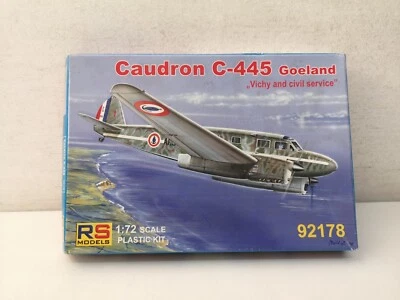 Caudron C-445 Goeland
„Vichy and civil service"
RS
MODELS
1:72 SCALE
PLASTIC KIT
92178